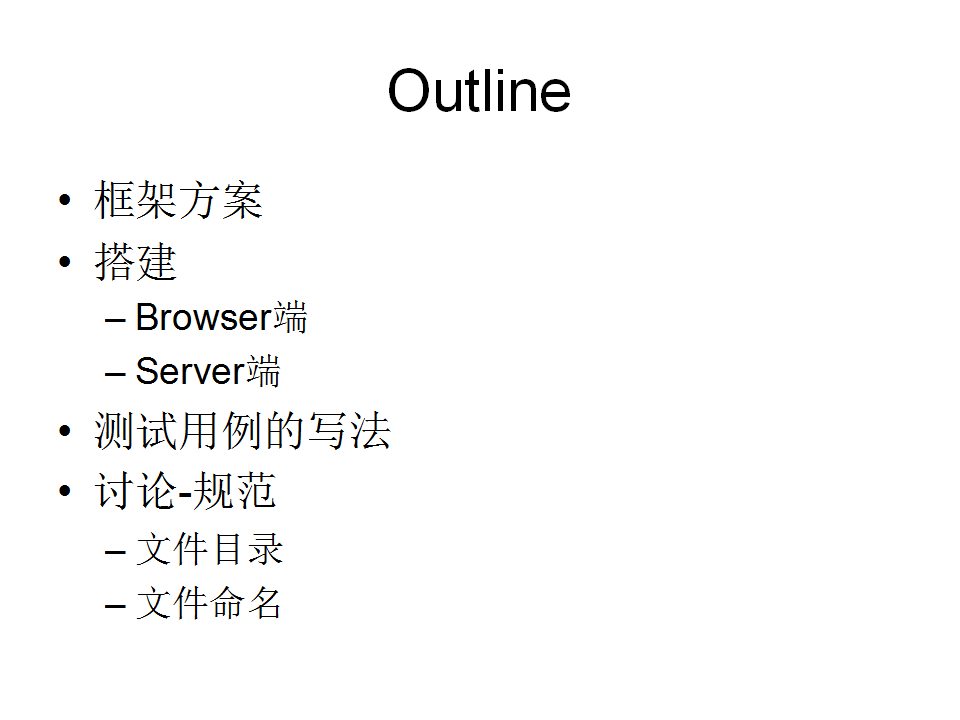 Outline
• 框架方案
• 搭建
– Browser端
– Server端
• 测试用例的写法
• 讨论-规范
– 文件目录
– 文件命名